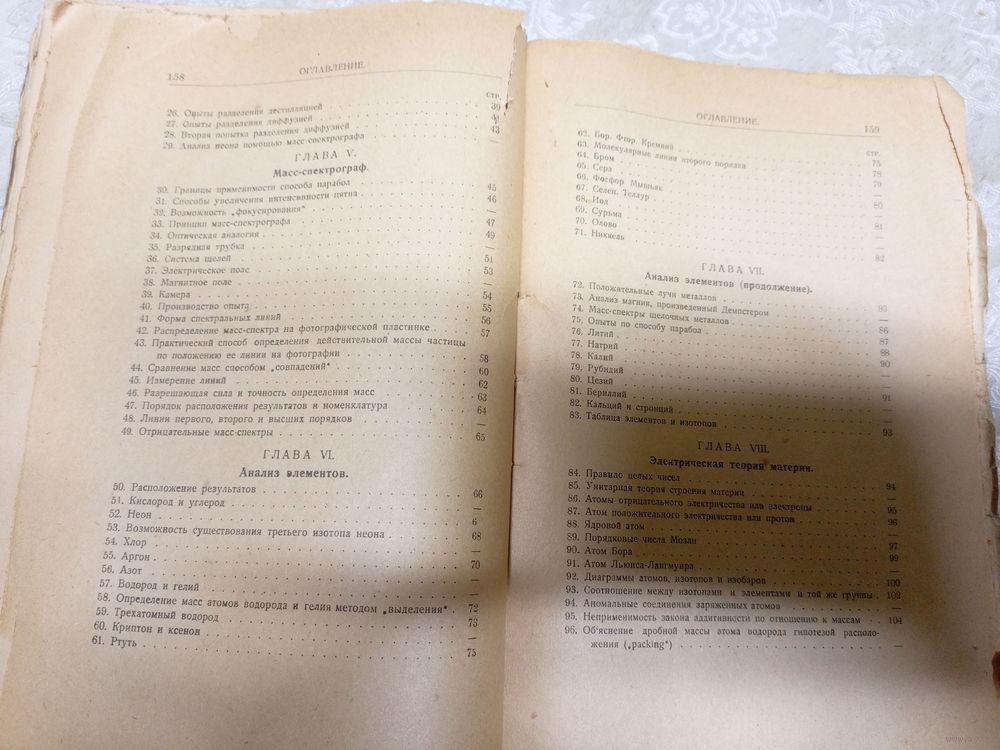 158 ОГЛАВЛЕНИЕ.
СТР.
26. Опыты разделения дестилляцией 39
27. Опыты разделения диффузией 41
28. Вторая попытка разделения диффузией 43
29. Анализ неона помощью масс-спектрографа —
ГЛАВА V.
Масс-спектрограф.
30. Границы применимости способа парабол 45
31. Способы увеличения интенсивности пятна 46
32. Возможность „фокусирования“ —
33. Принцип масс-спектрографа 47
34. Оптическая аналогия 49
35. Разрядная трубка —
36. Система щелей 51
37. Электрическое поле 53
38. Магнитное поле —
39. Камера 54
40. Производство опыта 55
41. Форма спектральных линий 56
42. Распределение масс-спектра на фотографической пластинке 57
43. Практический способ определения действительной массы частицы
по положению ее линии на фотографии 58
44. Сравнение масс способом „совпадений“ 60
45. Измерение линий 62
46. Разрешающая сила и точность определения масс 63
47. Порядок расположения результатов и номенклатура 64
48. Линии первого, второго и высших порядков —
49. Отрицательные масс-спектры 65
ГЛАВА VI.
Анализ элементов.
50. Расположение результатов 66
51. Кислород и углерод —
52. Неон 6
53. Возможность существования третьего изотопа неона 68
54. Хлор —
55. Аргон 70
56. Азот —
57. Водород и гелий —
58. Определение масс атомов водорода и гелия методом „выделения“ 72
59. Трехатомный водород 73
60. Криптон и ксенон —
61. Ртуть 75
ОГЛАВЛЕНИЕ. 159
СТР.
62. Бор. Фтор. Кремний 75
63. Молекулярные линии второго порядка 78
64. Бром 79
65. Сера —
66. Фосфор Мышьяк 80
67. Селен. Теллур —
68. Иод 81
69. Сурьма —
70. Олово —
71. Никкель 82
ГЛАВА VII.
Анализ элементов (продолжение).
72. Положительные лучи металлов
73. Анализ магния, произведенный Демпстером 83
74. Масс-спектры щелочных металлов
75. Опыты по способу парабол 86
76. Литий 87
77. Натрий 88
78. Калий 90
79. Рубидий —
80. Цезий —
81. Бериллий 91
82. Кальций и стронций —
83. Таблица элементов и изотопов 93
ГЛАВА VIII.
Электрическая теория материи.
84. Правило целых чисел 94
85. Унитарная теория строения материи —
86. Атомы отрицательного электричества или электроны 95
87. Атом положительного электричества или протон 96
88. Ядровой атом —
89. Порядковые числа Мозли 97
90. Атом Бора 99
91. Атом Льюиса-Лангмуира —
92. Диаграммы атомов, изотопов и изобаров 100
93. Соотношение между изотопами и элементами и той же группы 102
94. Аномальные соединения заряженных атомов —
95. Неприменимость закона аддитивности по отношению к массам 104
96. Об'яснение дробной массы атома водорода гипотезой располо-
жения („packing“) —